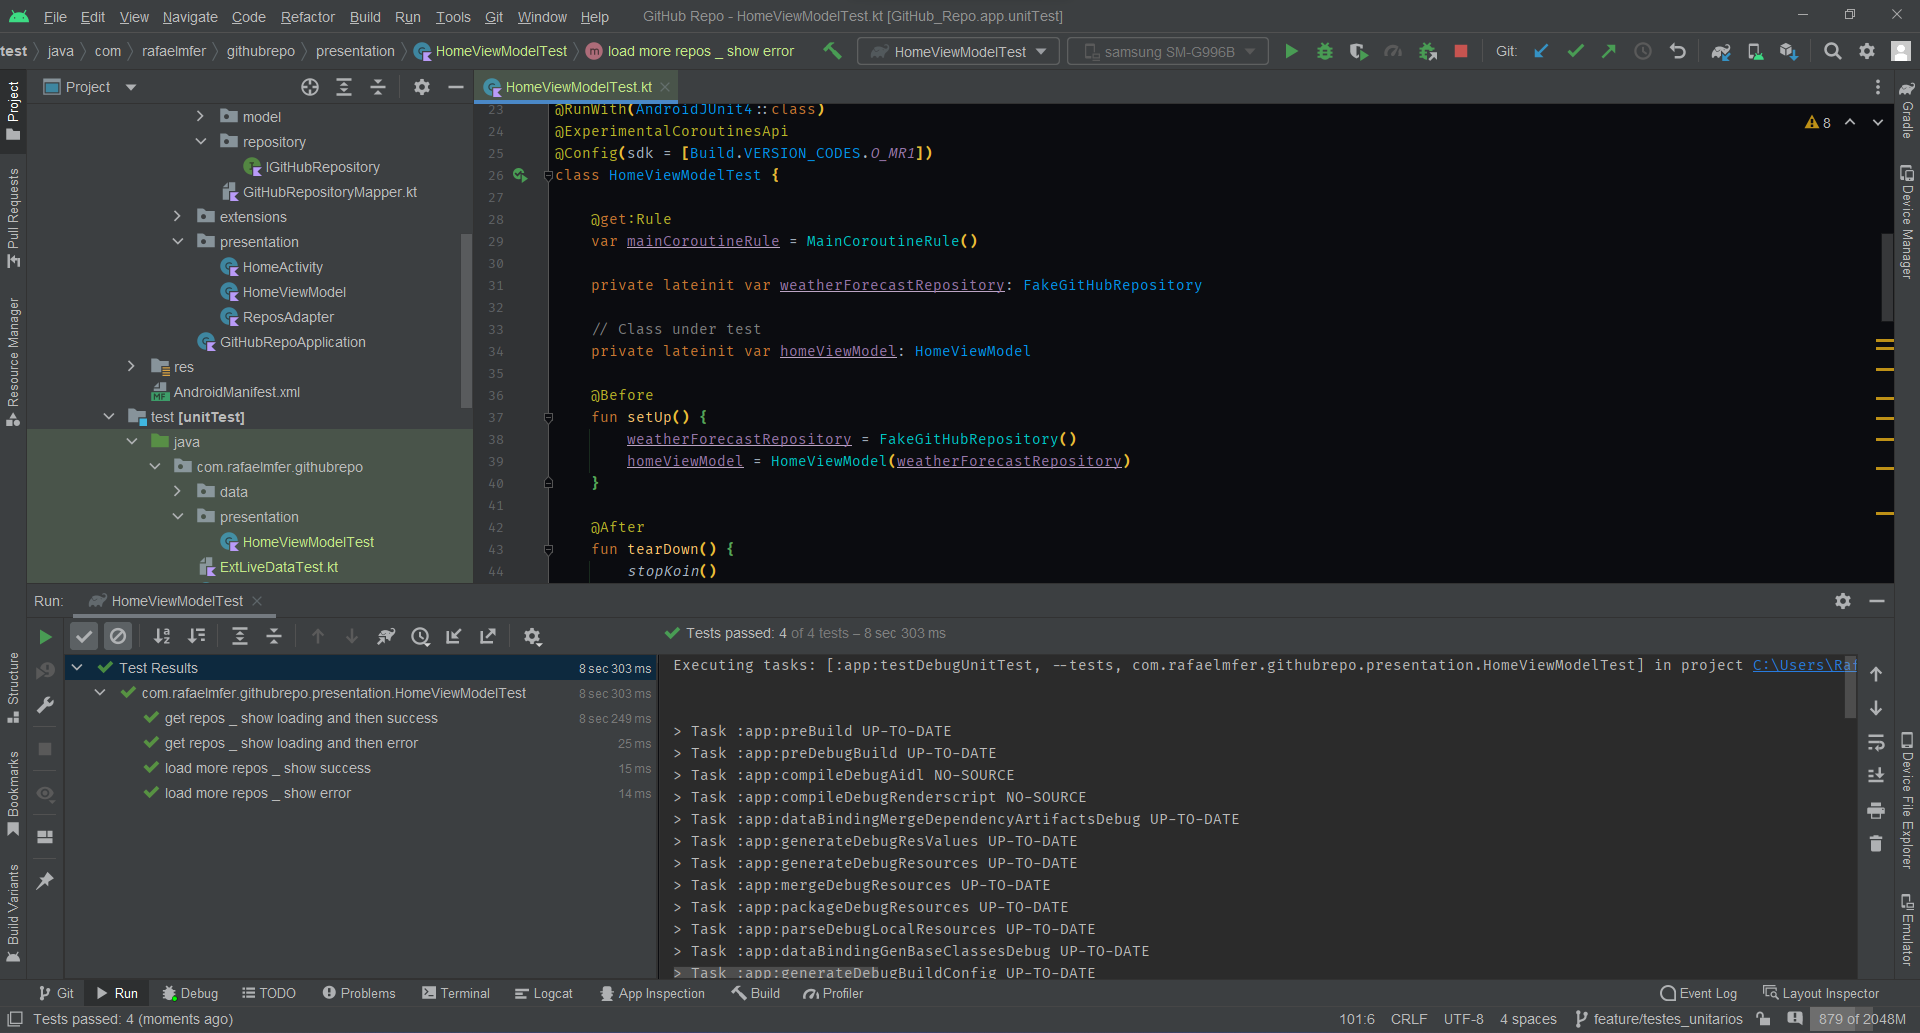 File Edit View Navigate Code Refactor Build Run Tools Git Window Help GitHub Repo - HomeViewModelTest.kt [GitHub_Repo.app.unitTest]
test java com rafaelmfer githubrepo presentation HomeViewModelTest load more repos _ show error HomeViewModelTest samsung SM-G996B Git:
Project
HomeViewModelTest.kt
model
repository
IGitHubRepository
GitHubRepositoryMapper.kt
extensions
presentation
HomeActivity
HomeViewModel
ReposAdapter
GitHubRepoApplication
res
AndroidManifest.xml
test [unitTest]
java
com.rafaelmfer.githubrepo
data
presentation
HomeViewModelTest
ExtLiveDataTest.kt
8
23 @RunWith(AndroidJUnit4::class)
24 @ExperimentalCoroutinesApi
25 @Config(sdk = [Build.VERSION_CODES.O_MR1])
26 class HomeViewModelTest {
27
28 @get:Rule
29 var mainCoroutineRule = MainCoroutineRule()
30
31 private lateinit var weatherForecastRepository: FakeGitHubRepository
32
33 // Class under test
34 private lateinit var homeViewModel: HomeViewModel
35
36 @Before
37 fun setUp() {
38 weatherForecastRepository = FakeGitHubRepository()
39 homeViewModel = HomeViewModel(weatherForecastRepository)
40 }
41
42 @After
43 fun tearDown() {
44 stopKoin()
Project
Pull Requests
Resource Manager
Structure
Bookmarks
Build Variants
Gradle
Device Manager
Device File Explorer
Emulator
Run: HomeViewModelTest
Tests passed: 4 of 4 tests – 8 sec 303 ms
Test Results 8 sec 303 ms
com.rafaelmfer.githubrepo.presentation.HomeViewModelTest 8 sec 303 ms
get repos _ show loading and then success 8 sec 249 ms
get repos _ show loading and then error 25 ms
load more repos _ show success 15 ms
load more repos _ show error 14 ms
Executing tasks: [:app:testDebugUnitTest, --tests, com.rafaelmfer.githubrepo.presentation.HomeViewModelTest] in project C:\Users\Raf
> Task :app:preBuild UP-TO-DATE
> Task :app:preDebugBuild UP-TO-DATE
> Task :app:compileDebugAidl NO-SOURCE
> Task :app:compileDebugRenderscript NO-SOURCE
> Task :app:dataBindingMergeDependencyArtifactsDebug UP-TO-DATE
> Task :app:generateDebugResValues UP-TO-DATE
> Task :app:generateDebugResources UP-TO-DATE
> Task :app:mergeDebugResources UP-TO-DATE
> Task :app:packageDebugResources UP-TO-DATE
> Task :app:parseDebugLocalResources UP-TO-DATE
> Task :app:dataBindingGenBaseClassesDebug UP-TO-DATE
> Task :app:generateDebugBuildConfig UP-TO-DATE
Git Run Debug TODO Problems Terminal Logcat App Inspection Build Profiler Event Log Layout Inspector
Tests passed: 4 (moments ago) 101:6 CRLF UTF-8 4 spaces feature/testes_unitarios 879 of 2048M